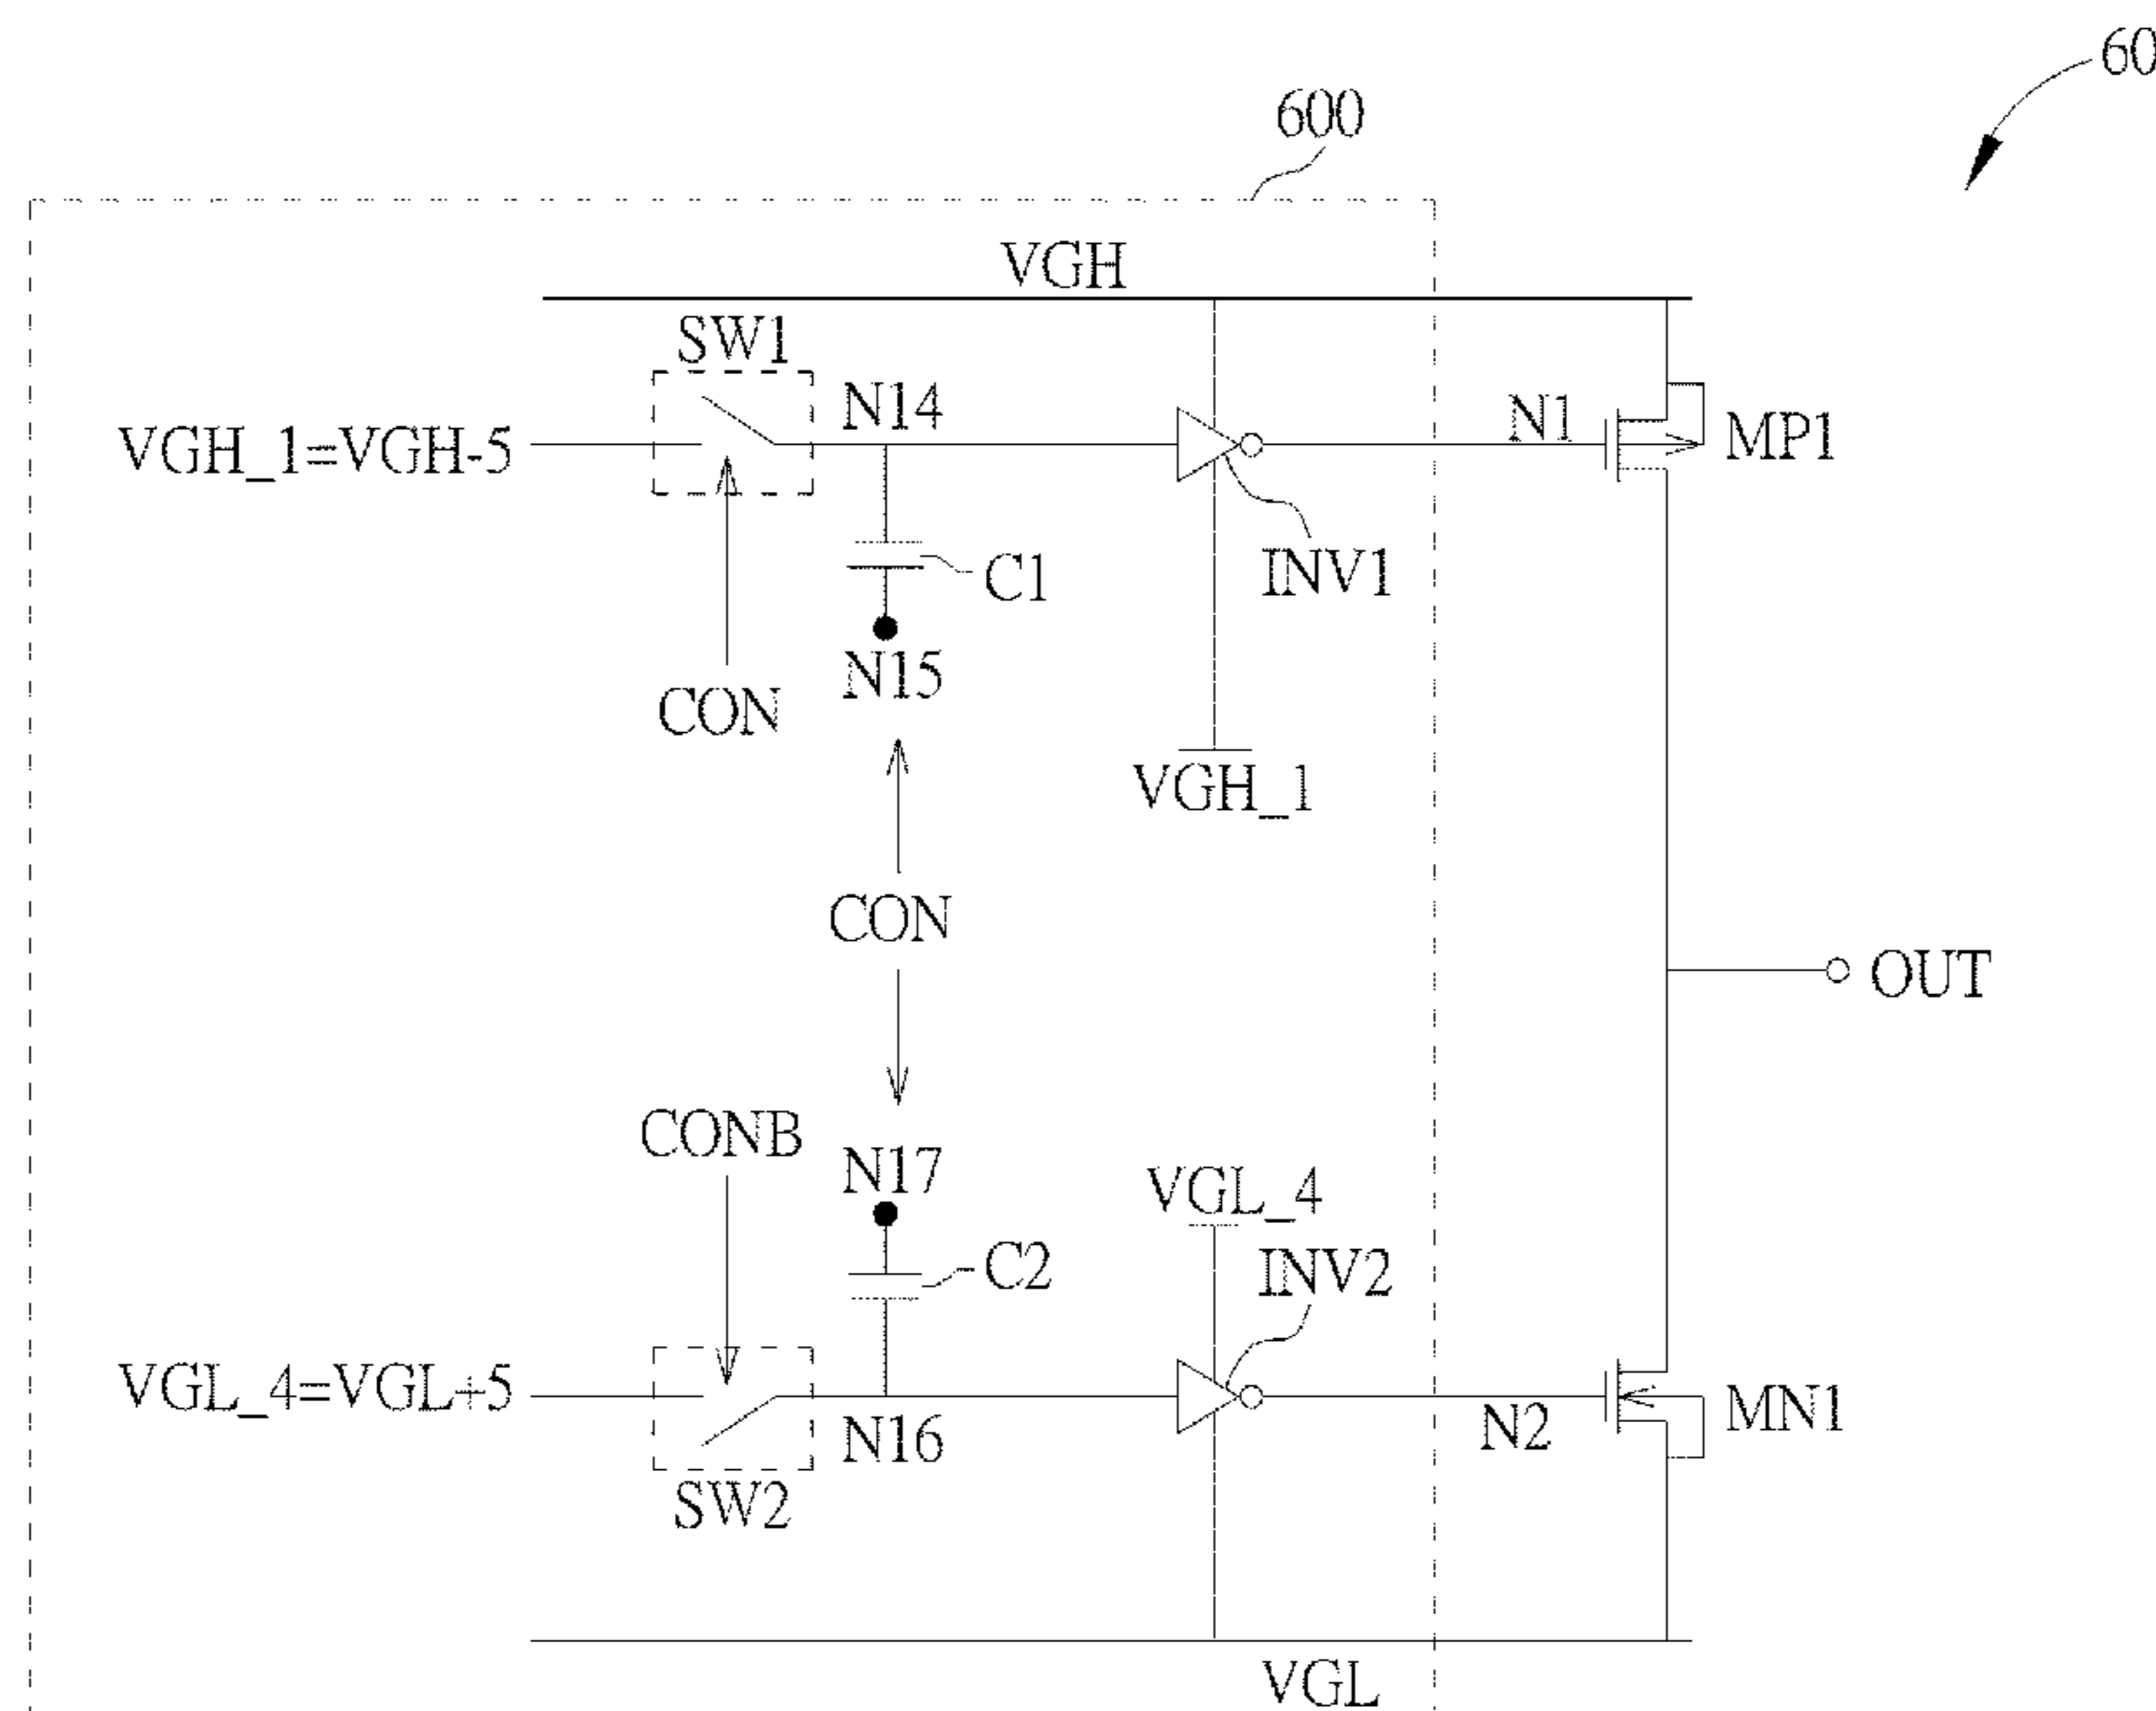 60
600
VGH
SW1
N14
N1
VGH_1=VGH-5
MP1
C1
INV1
N15
CON
VGH_1
CON
OUT
CONB
N17
VGL_4
C2
INV2
VGL_4=VGL+5
N16
N2
MN1
SW2
VGL